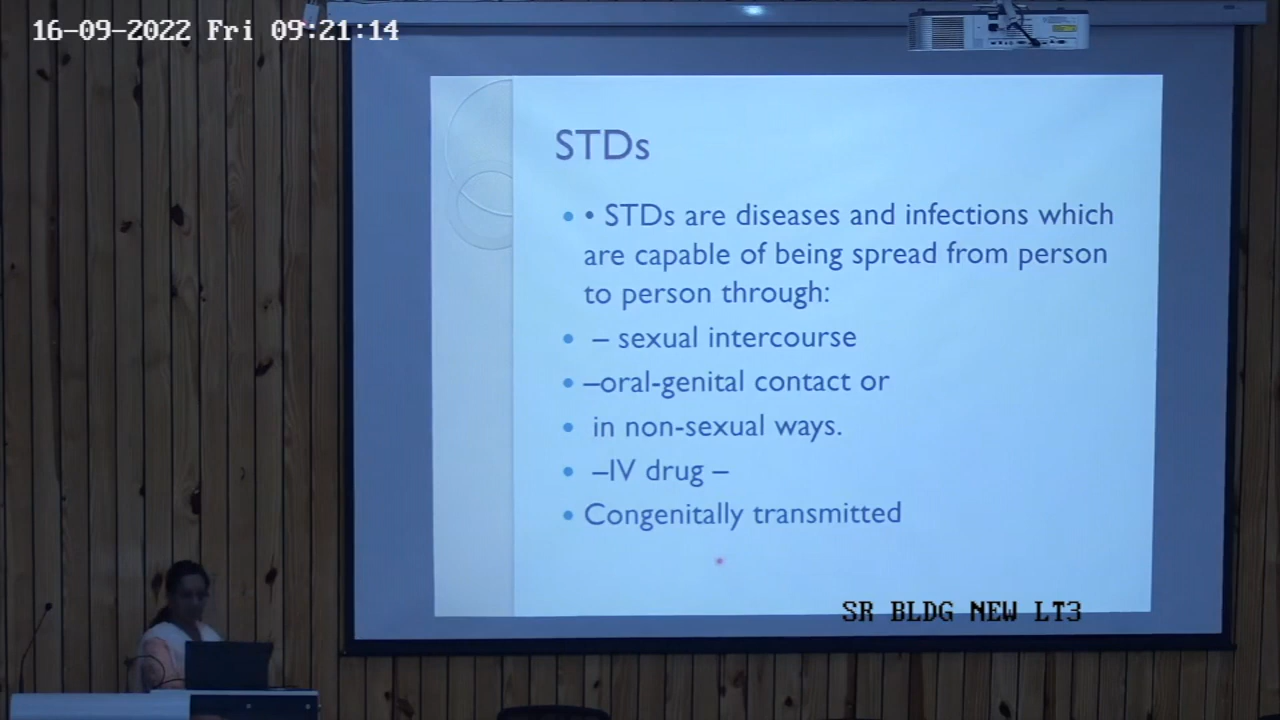 16-09-2022 Fri 09:21:14
STDs
• • STDs are diseases and infections which
are capable of being spread from person
to person through:
• – sexual intercourse
• –oral-genital contact or
• in non-sexual ways.
• –IV drug –
• Congenitally transmitted
SR BLDG NEW LT3